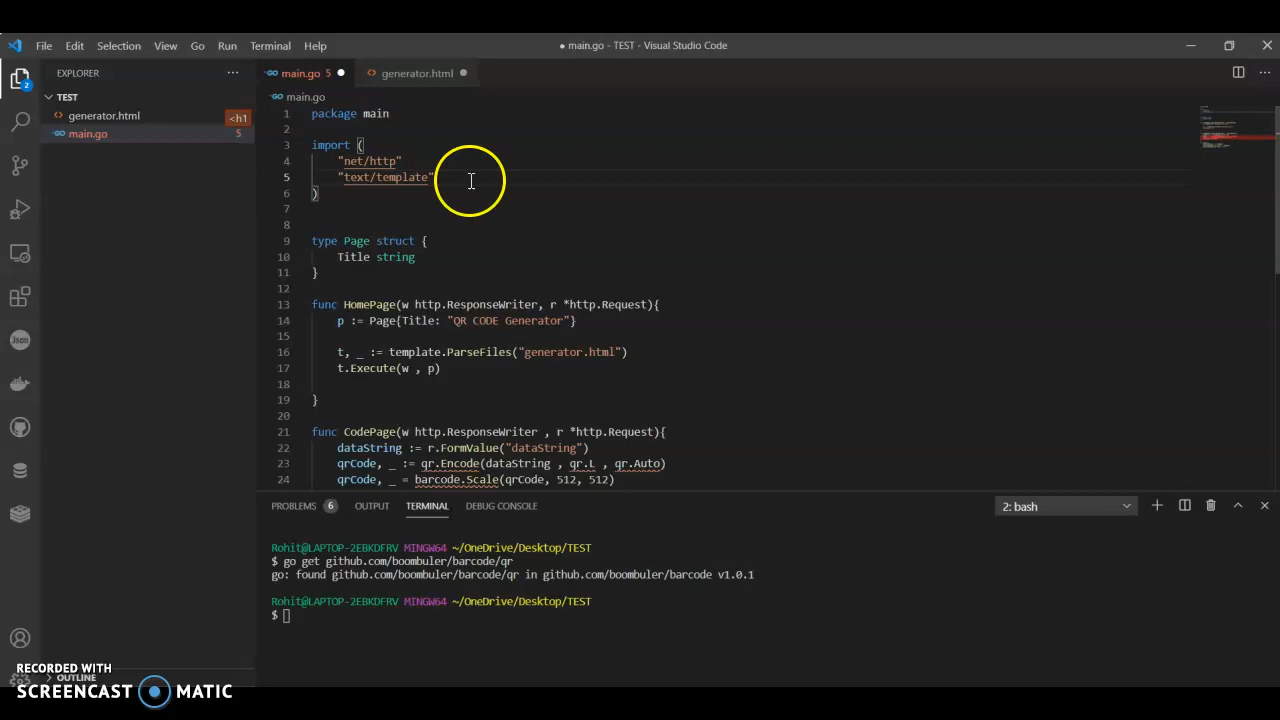 File Edit Selection View Go Run Terminal Help
● main.go - TEST - Visual Studio Code
EXPLORER
main.go 5
generator.html
2
TEST
generator.html
<h1
main.go
5
main.go
1 package main
2
3 import (
4 "net/http"
5 "text/template"
6 )
7
8
9 type Page struct {
10 Title string
11 }
12
13 func HomePage(w http.ResponseWriter, r *http.Request){
14 p := Page{Title: "QR CODE Generator"}
15
16 t, _ := template.ParseFiles("generator.html")
17 t.Execute(w , p)
18
19 }
20
21 func CodePage(w http.ResponseWriter , r *http.Request){
22 dataString := r.FormValue("dataString")
23 qrCode, _ := qr.Encode(dataString , qr.L , qr.Auto)
24 qrCode, _ = barcode.Scale(qrCode, 512, 512)
Json
PROBLEMS 6 OUTPUT TERMINAL DEBUG CONSOLE
2: bash
Rohit@LAPTOP-2EBKDFRV MINGW64 ~/OneDrive/Desktop/TEST
$ go get github.com/boombuler/barcode/qr
go: found github.com/boombuler/barcode/qr in github.com/boombuler/barcode v1.0.1
Rohit@LAPTOP-2EBKDFRV MINGW64 ~/OneDrive/Desktop/TEST
$
OUTLINE
RECORDED WITH
SCREENCAST MATIC